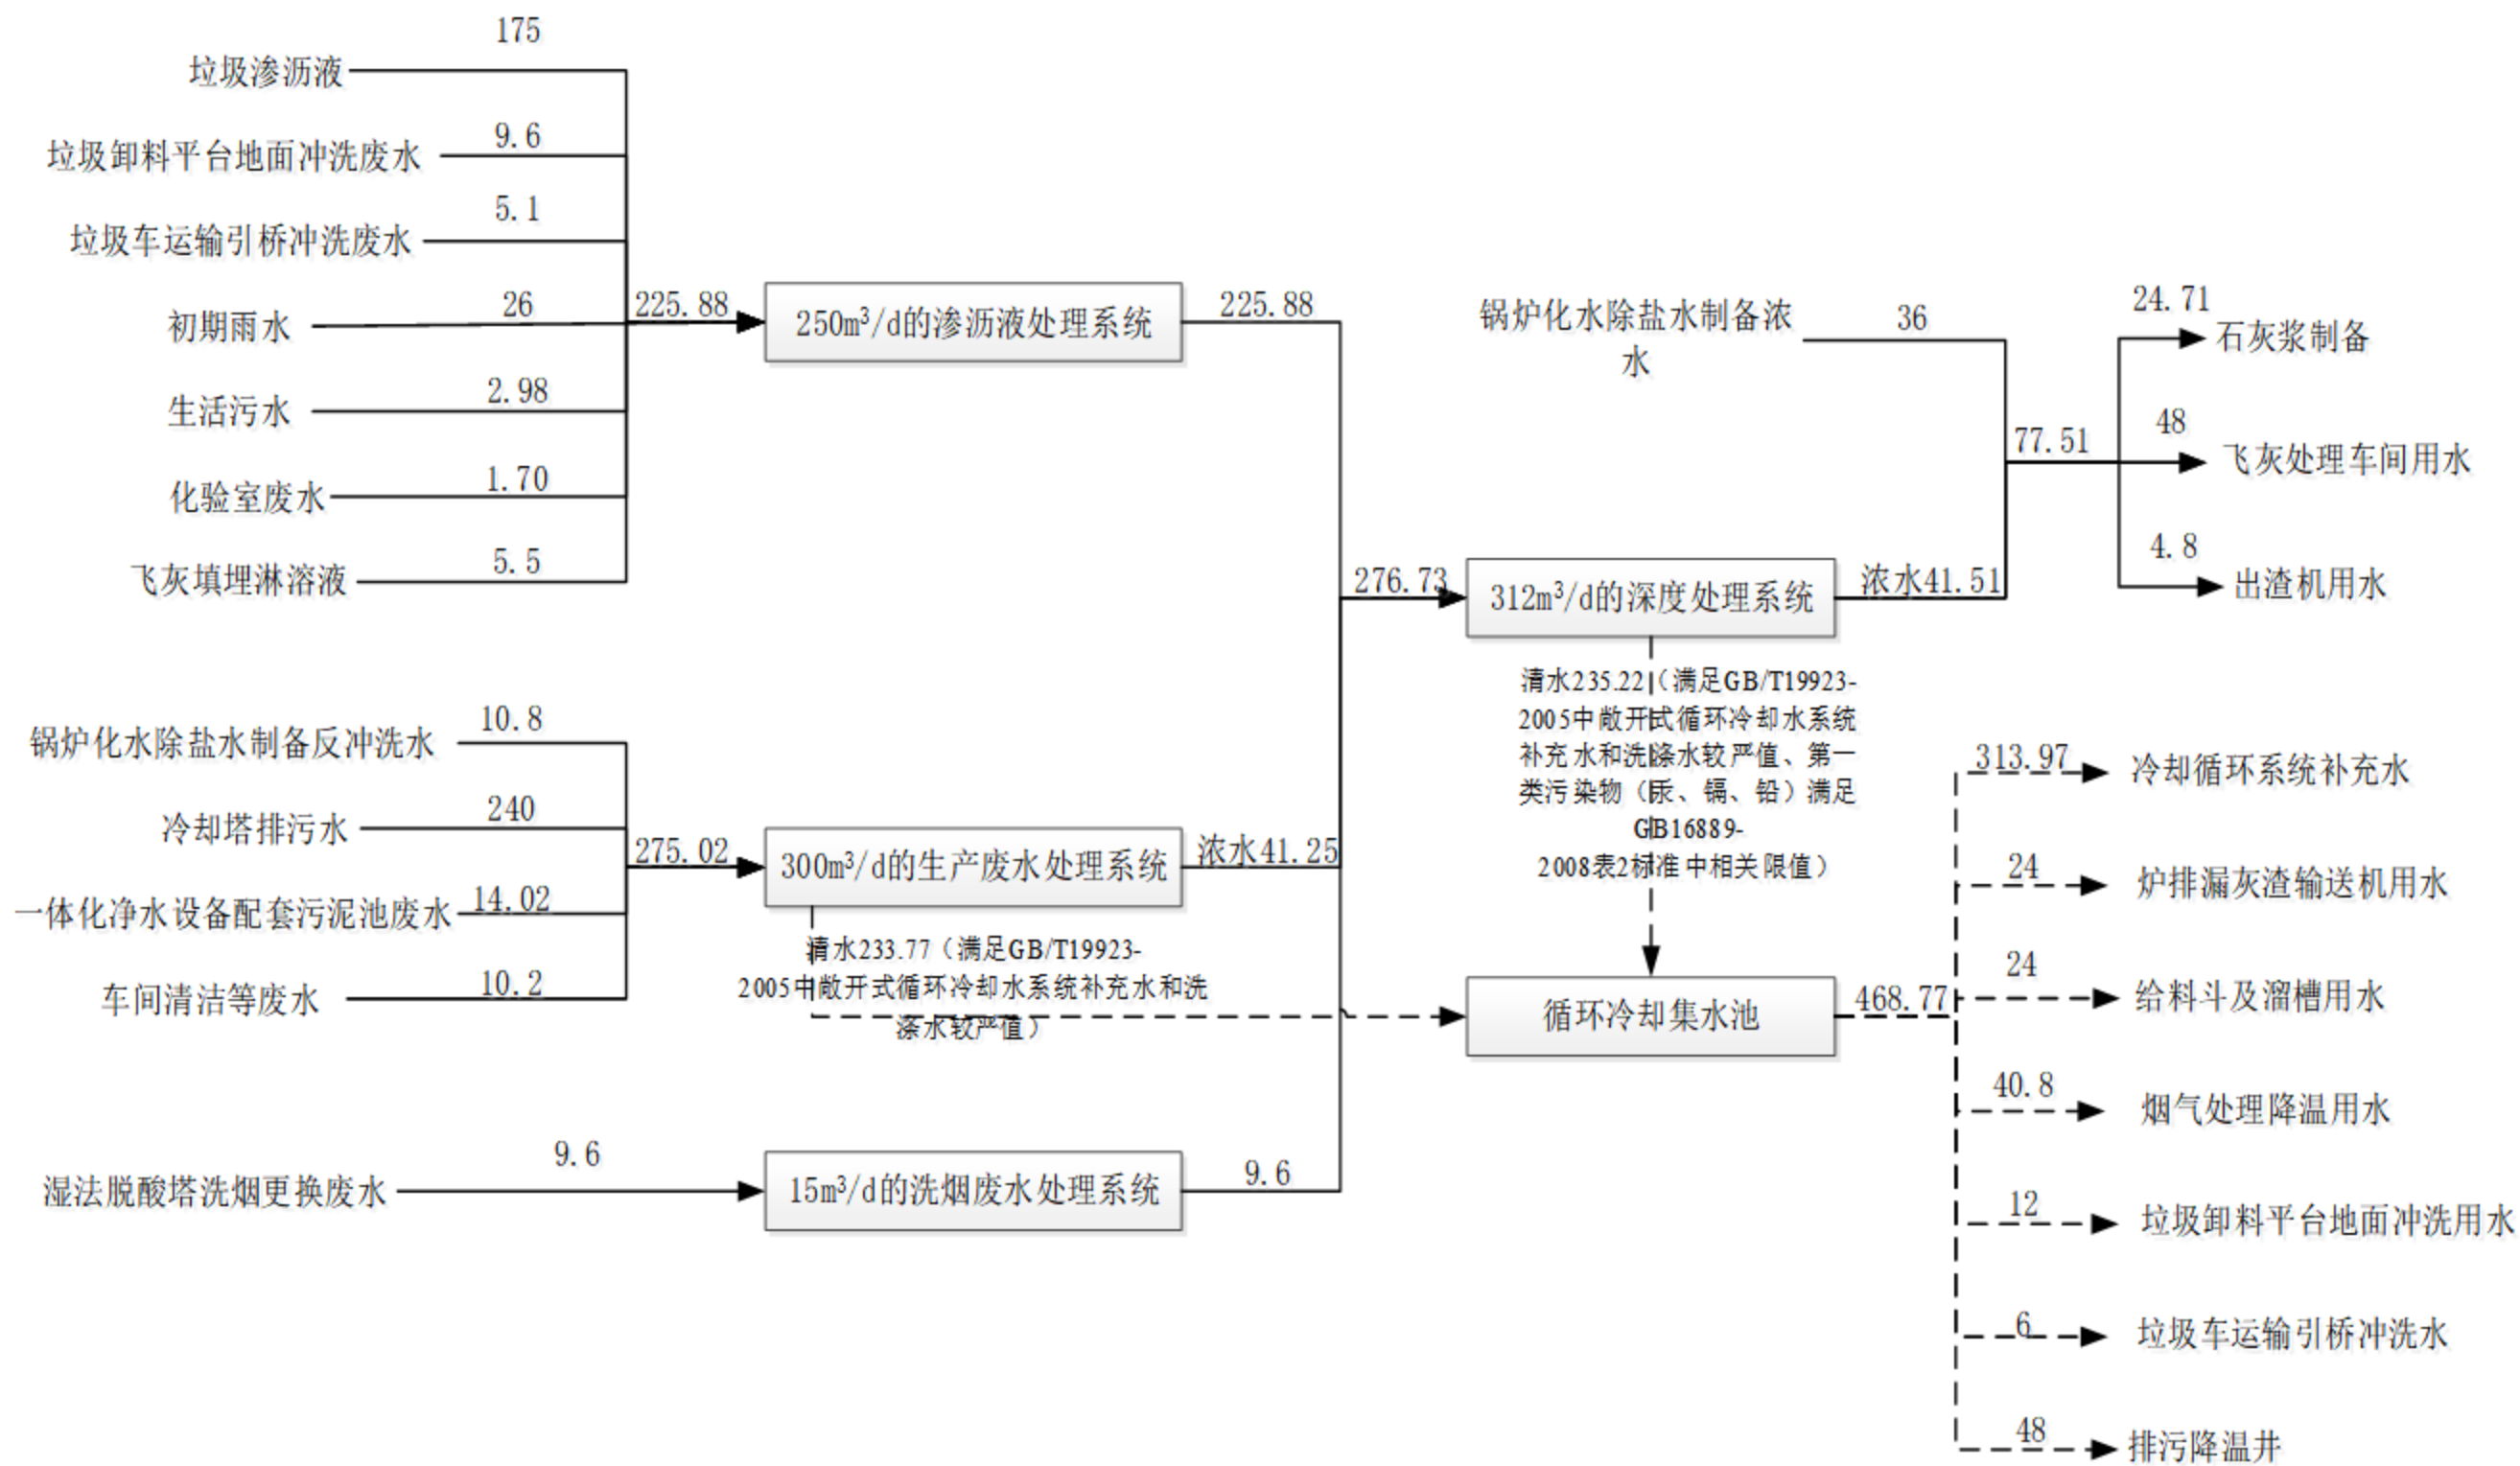 175
垃圾渗沥液
9.6
垃圾卸料平台地面冲洗废水
5.1
垃圾车运输引桥冲洗废水
26
初期雨水
2.98
生活污水
1.70
化验室废水
5.5
飞灰填埋淋溶液
225.88
250m³/d的渗沥液处理系统
225.88
10.8
锅炉化水除盐水制备反冲洗水
240
冷却塔排污水
14.02
一体化净水设备配套污泥池废水
10.2
车间清洁等废水
275.02
300m³/d的生产废水处理系统
浓水41.25
清水233.77（满足GB/T19923-
2005中敞开式循环冷却水系统补充水和洗
涤水较严值）
9.6
湿法脱酸塔洗烟更换废水
15m³/d的洗烟废水处理系统
9.6
276.73
312m³/d的深度处理系统
浓水41.51
锅炉化水除盐水制备浓
水
36
77.51
24.71
石灰浆制备
48
飞灰处理车间用水
4.8
出渣机用水
清水235.22（满足GB/T19923-
2005中敞开式循环冷却水系统
补充水和洗涤水较严值、第一
类污染物（汞、镉、铅）满足
GB16889-
2008表2标准中相关限值）
循环冷却集水池
468.77
313.97
冷却循环系统补充水
24
炉排漏灰渣输送机用水
24
给料斗及溜槽用水
40.8
烟气处理降温用水
12
垃圾卸料平台地面冲洗用水
6
垃圾车运输引桥冲洗水
48
排污降温井